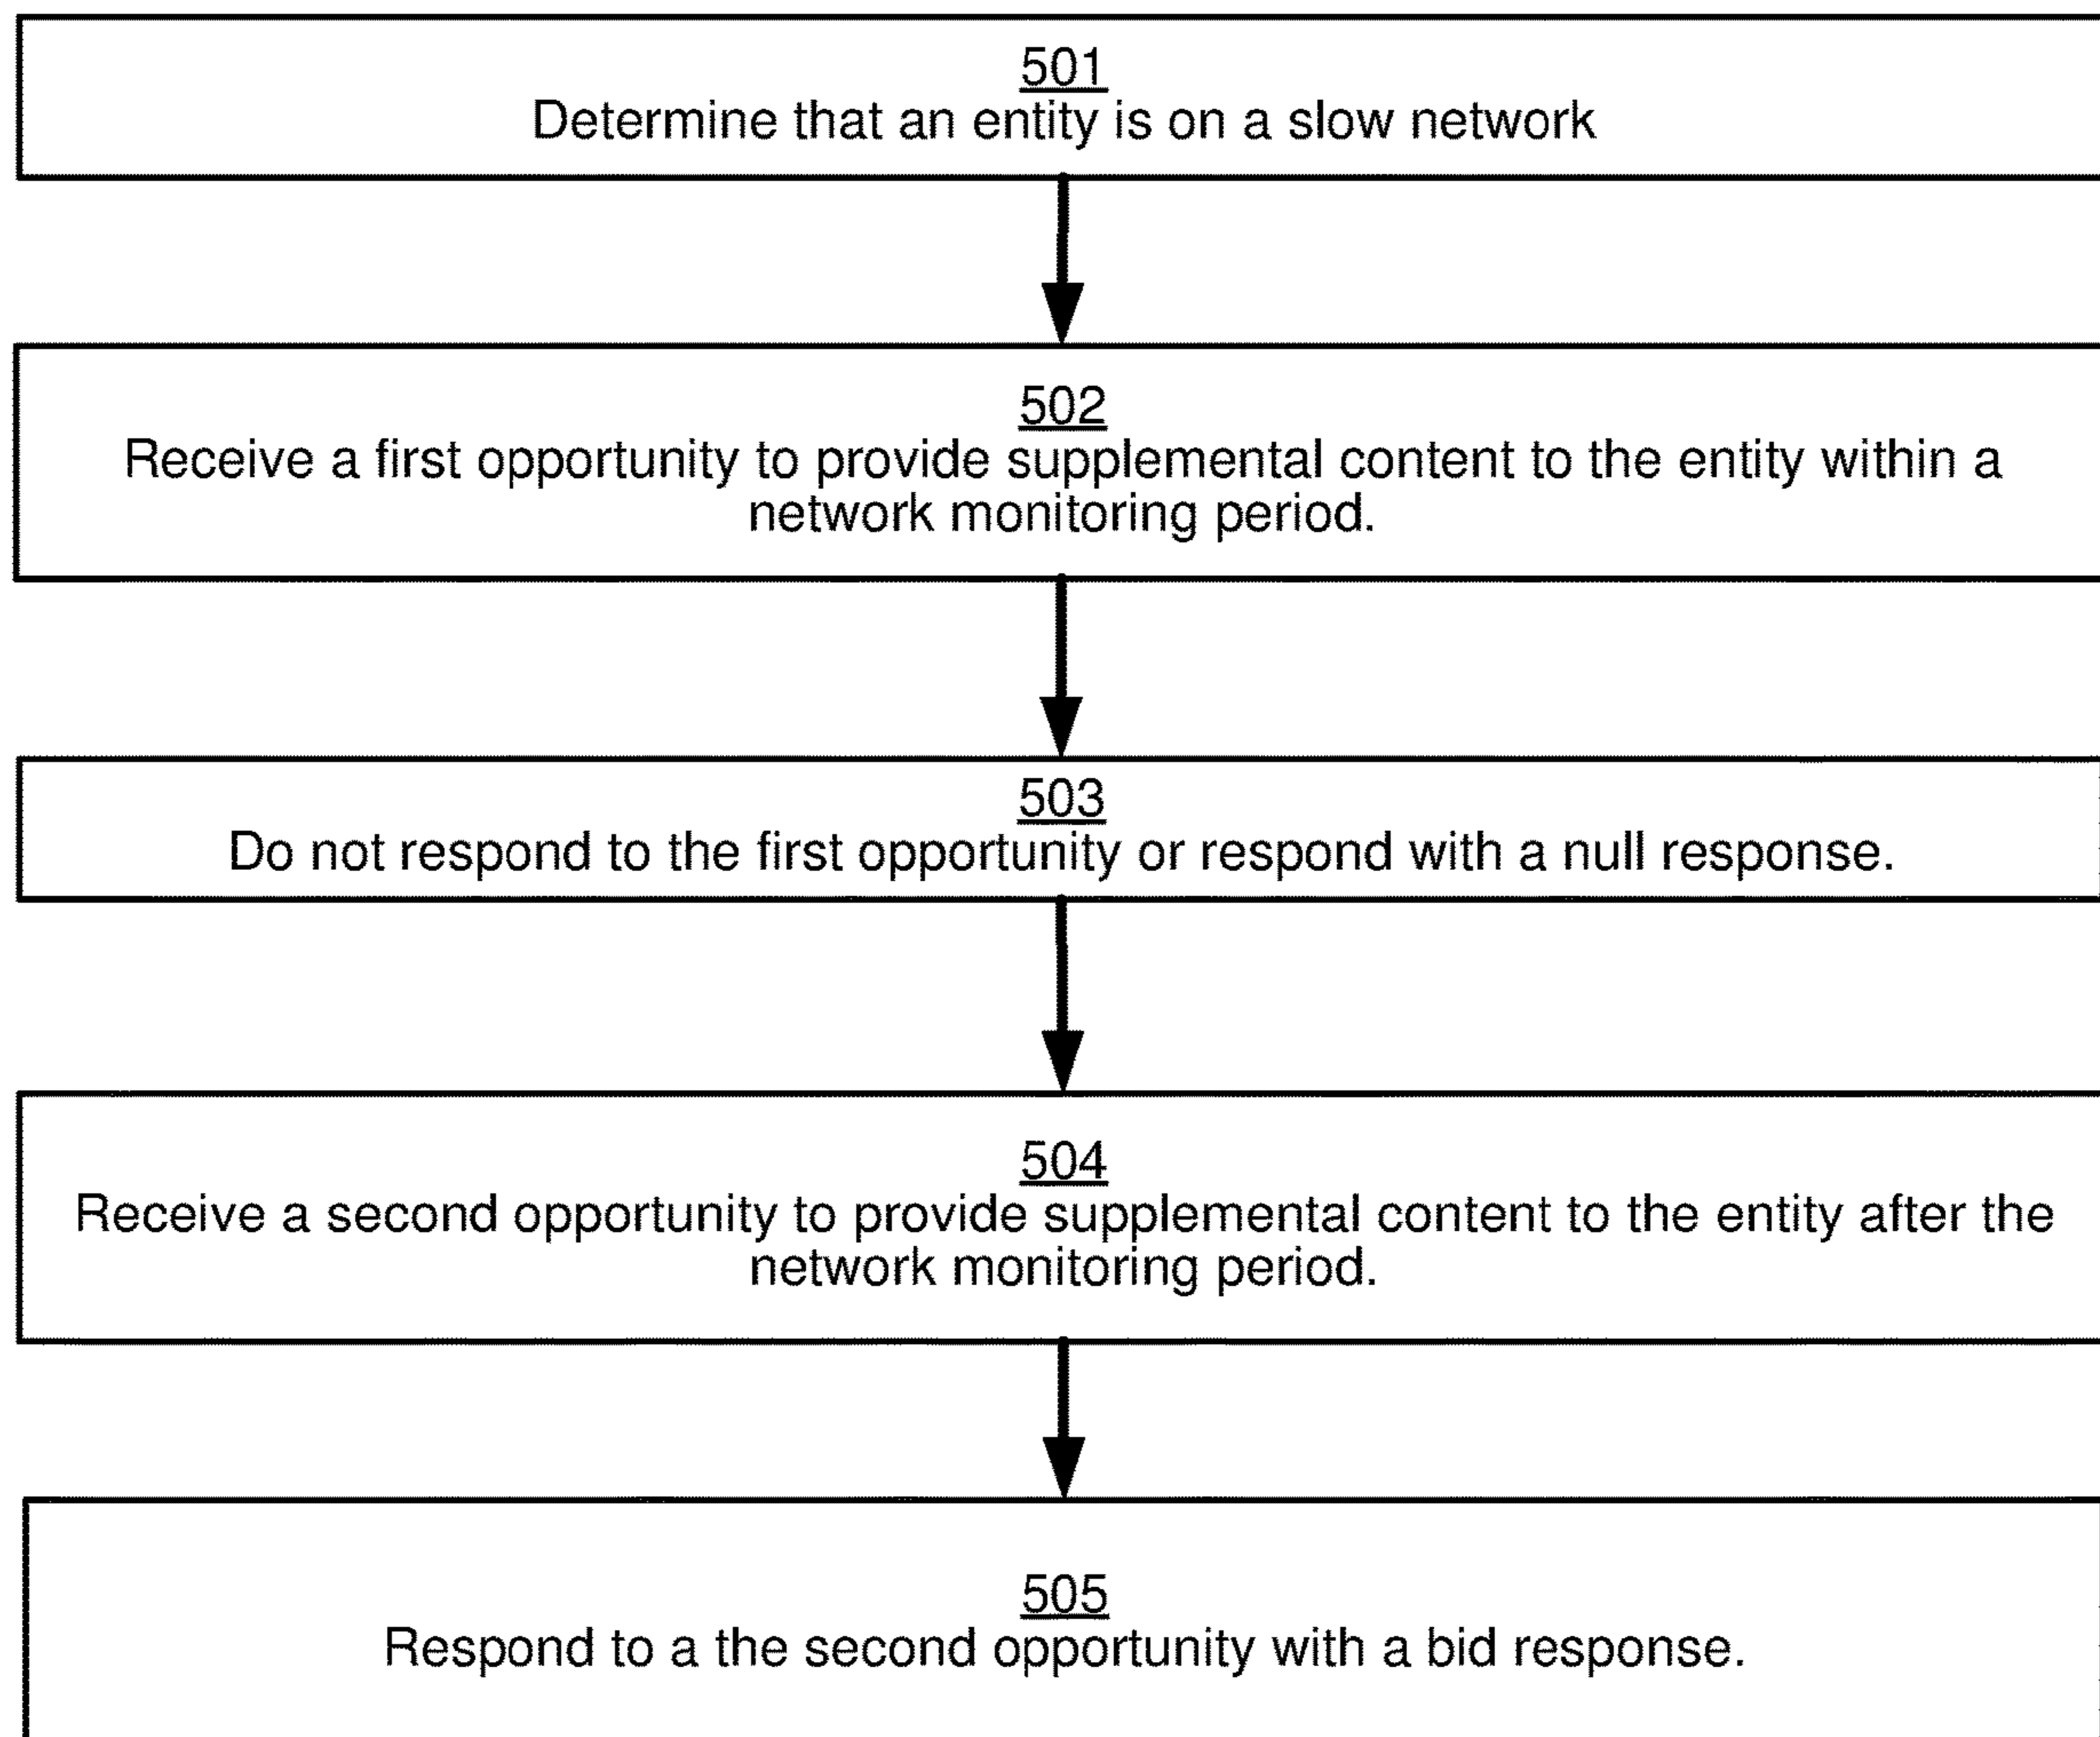 501
Determine that an entity is on a slow network
502
Receive a first opportunity to provide supplemental content to the entity within a
network monitoring period.
503
Do not respond to the first opportunity or respond with a null response.
504
Receive a second opportunity to provide supplemental content to the entity after the
network monitoring period.
505
Respond to a the second opportunity with a bid response.